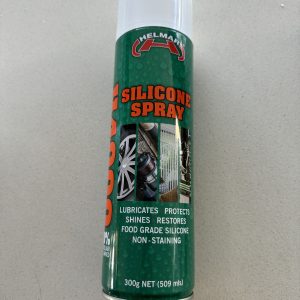 HELMAR
SILICONE
SPRAY
LUBRICATES PROTECTS
SHINES RESTORES
FOOD GRADE SILICONE
NON-STAINING
300g NET (509 mls)